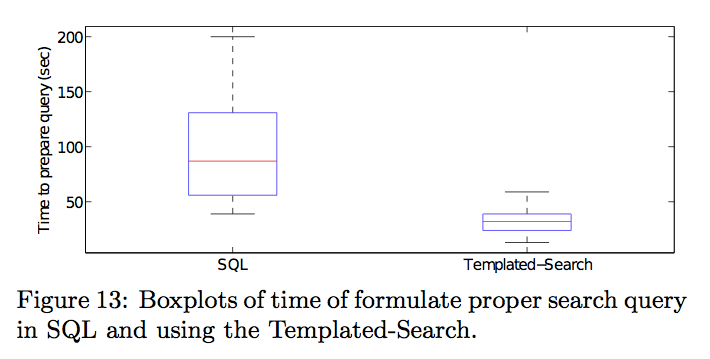 200
150
100
50
Time to prepare query (sec)
SQL
Templated-Search
Figure 13: Boxplots of time of formulate proper search query
in SQL and using the Templated-Search.